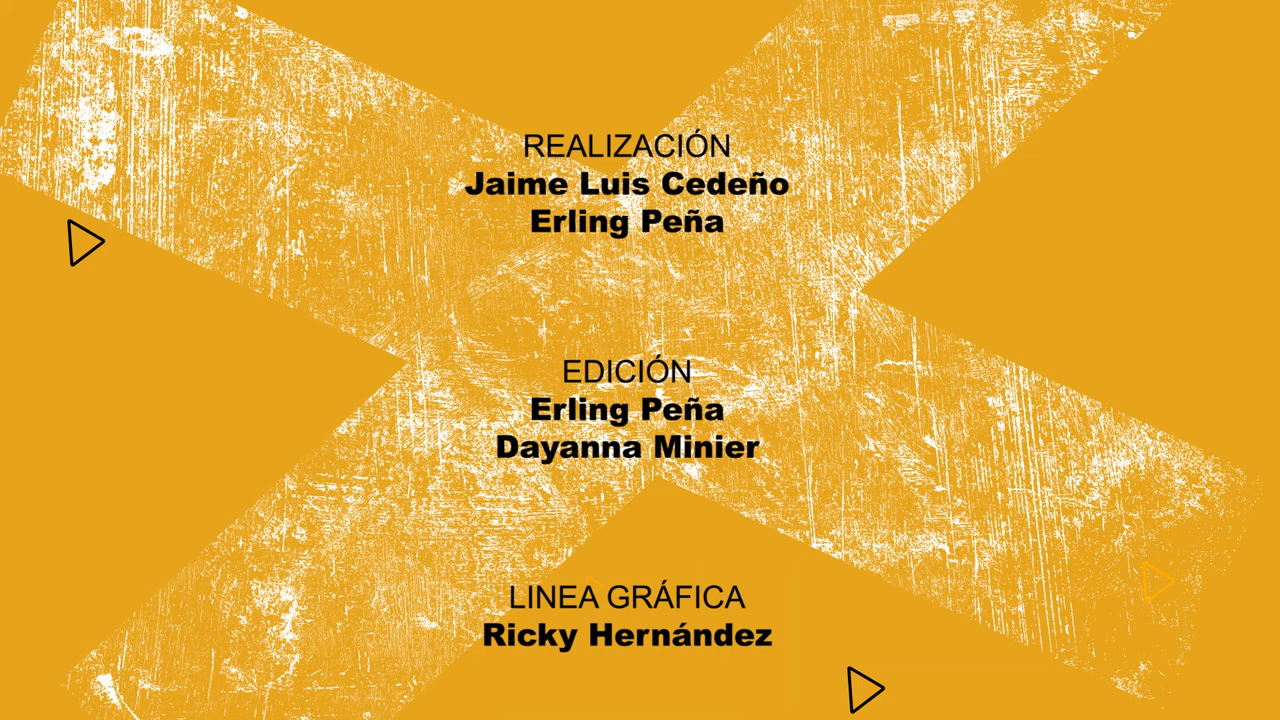 REALIZACIÓN
Jaime Luis Cedeño
Erling Peña
EDICIÓN
Erling Peña
Dayanna Minier
LINEA GRÁFICA
Ricky Hernández